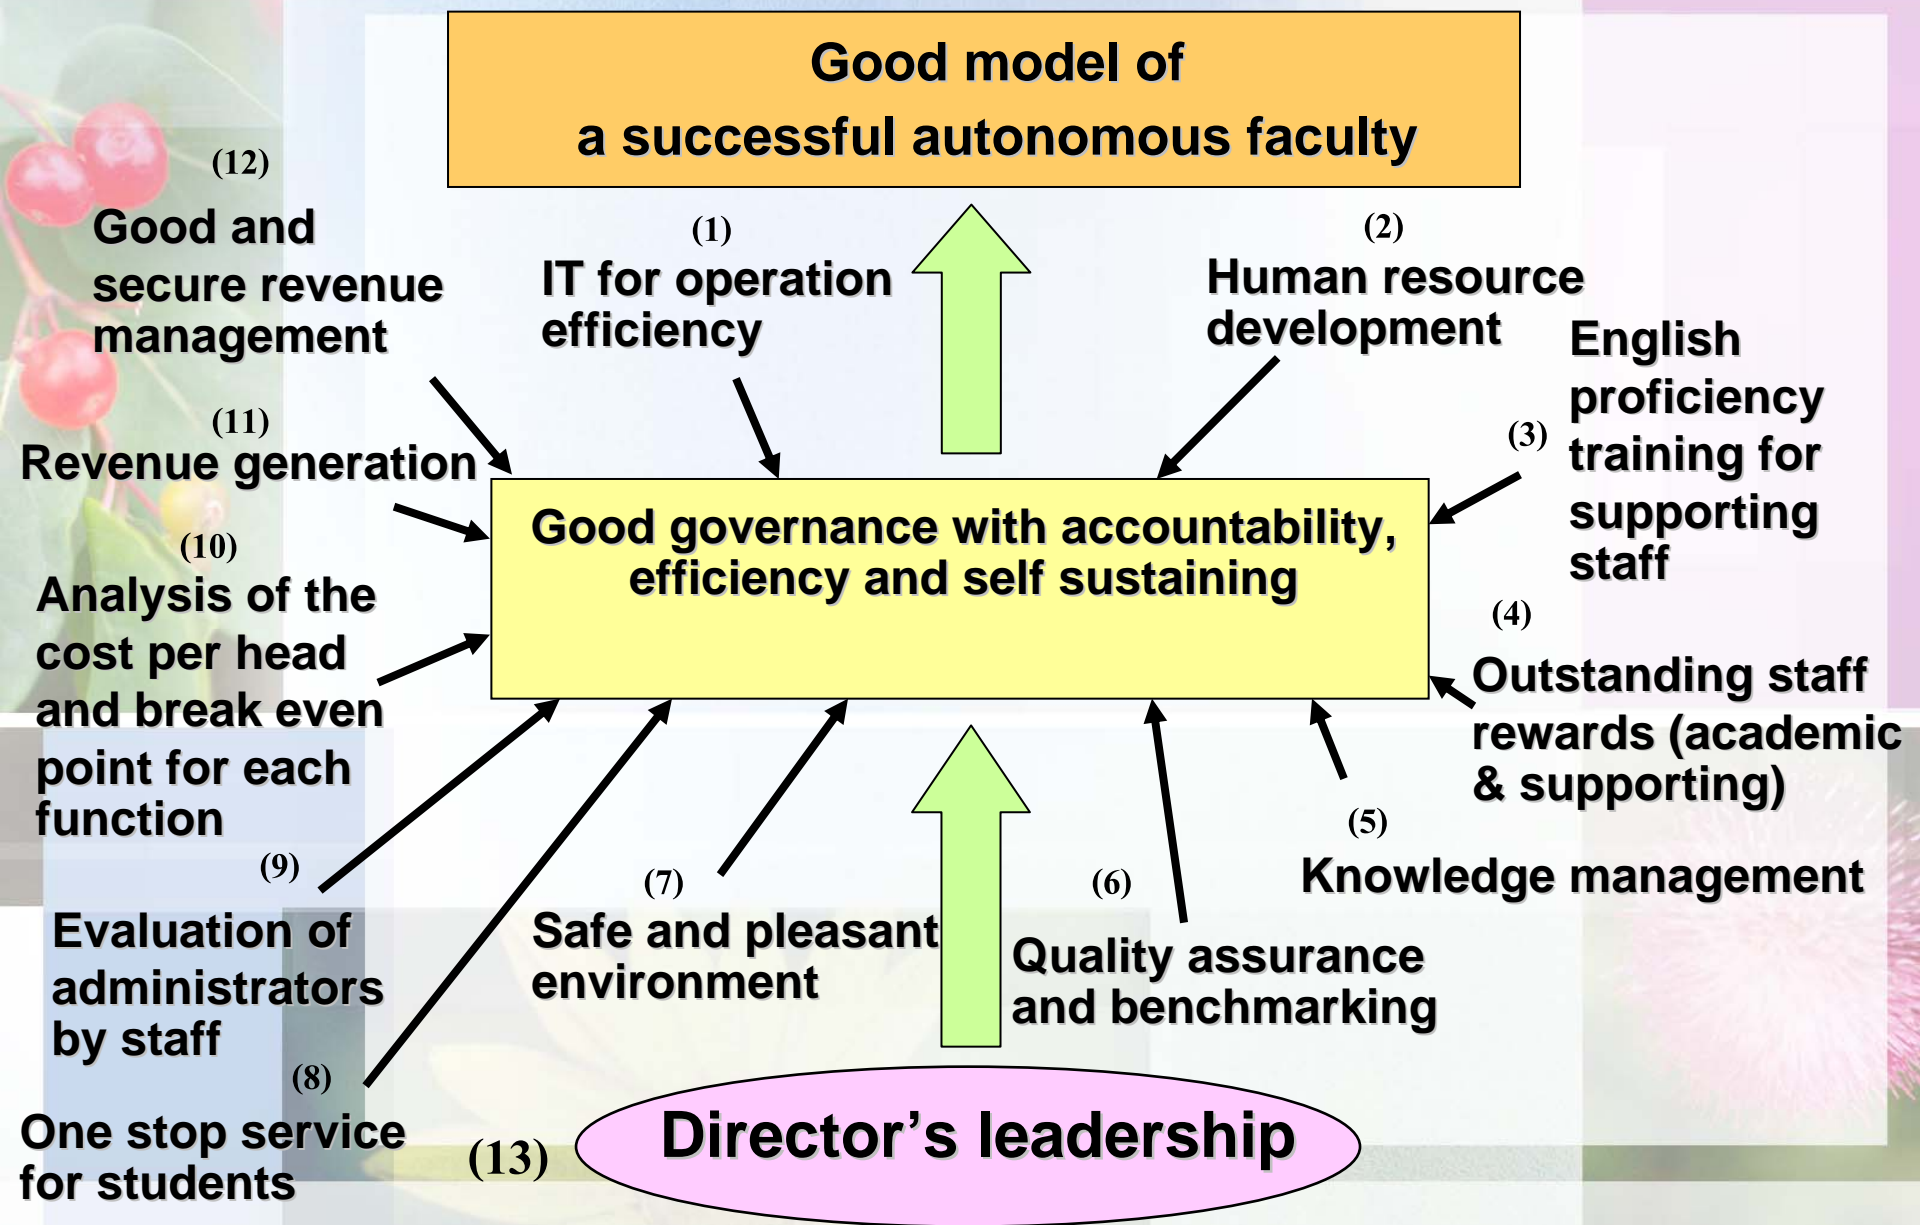 Good model of
a successful autonomous faculty
(12)
Good and
secure revenue
management
(1)
IT for operation
efficiency
(2)
Human resource
development
(3)
English
proficiency
training for
supporting
staff
(11)
Revenue generation
Good governance with accountability,
efficiency and self sustaining
(10)
Analysis of the
cost per head
and break even
point for each
function
(4)
Outstanding staff
rewards (academic
& supporting)
(5)
Knowledge management
(9)
Evaluation of
administrators
by staff
(7)
Safe and pleasant
environment
(6)
Quality assurance
and benchmarking
(8)
One stop service
for students
(13)
Director’s leadership